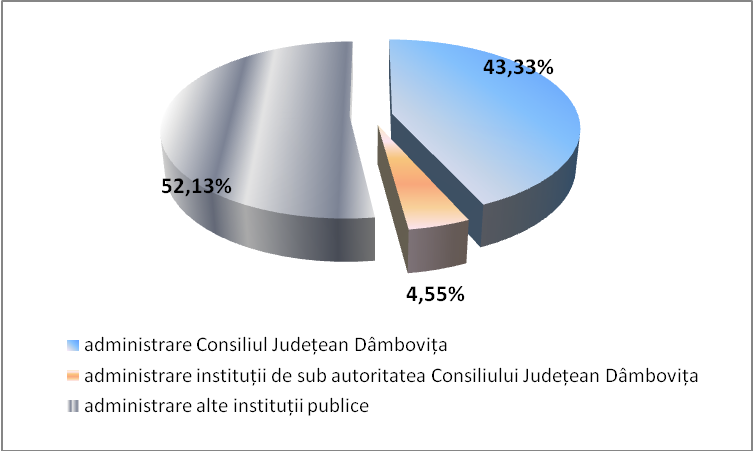 43,33%
52,13%
4,55%
administrare Consiliul Județean Dâmbovița
administrare instituții de sub autoritatea Consiliului Județean Dâmbovița
administrare alte instituții publice